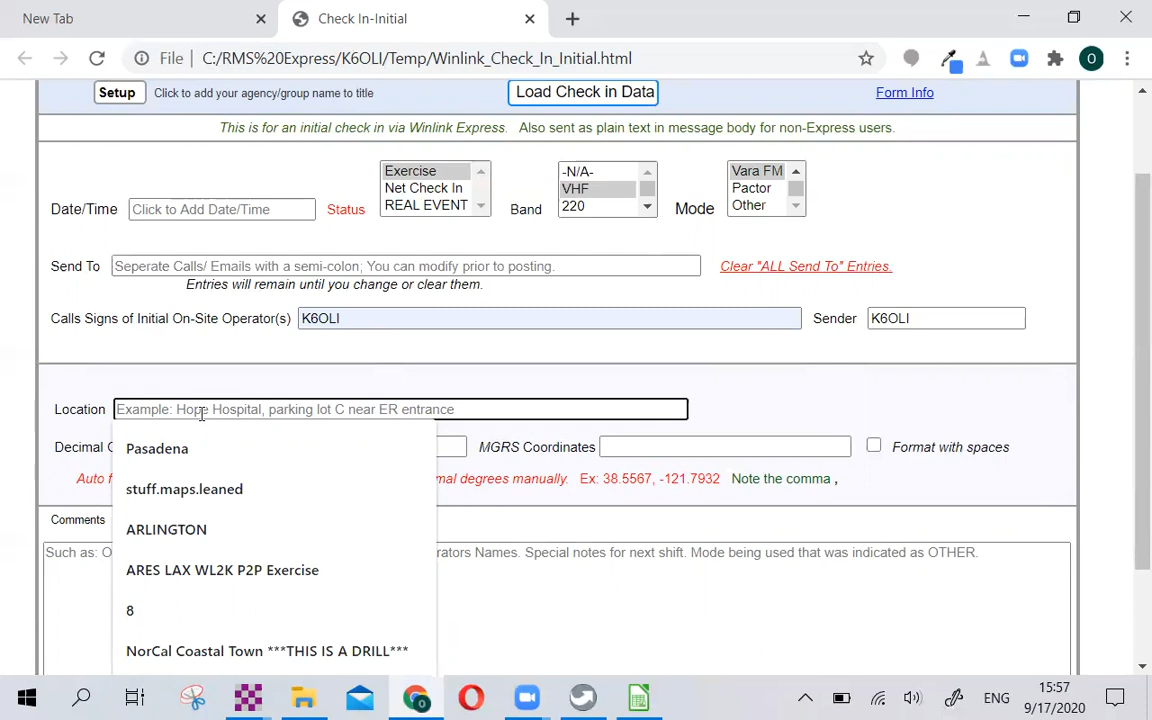 New Tab
Check In-Initial
File C:/RMS%20Express/K6OLI/Temp/Winlink_Check_In_Initial.html
O
Setup Click to add your agency/group name to title Load Check in Data Form Info
This is for an initial check in via Winlink Express. Also sent as plain text in message body for non-Express users.
Date/Time Click to Add Date/Time Status Exercise Net Check In REAL EVENT Band -N/A- VHF 220 Mode Vara FM Pactor Other
Send To Seperate Calls/ Emails with a semi-colon; You can modify prior to posting. Clear "ALL Send To" Entries.
Entries will remain until you change or clear them.
Calls Signs of Initial On-Site Operator(s) K6OLI Sender K6OLI
Location Example: Hope Hospital, parking lot C near ER entrance
Decimal MGRS Coordinates Format with spaces
Auto mal degrees manually. Ex: 38.5567, -121.7932 Note the comma ,
Pasadena
stuff.maps.leaned
ARLINGTON
ARES LAX WL2K P2P Exercise
8
NorCal Coastal Town ***THIS IS A DRILL***
Comments
Such as: O rators Names. Special notes for next shift. Mode being used that was indicated as OTHER.
ENG 15:57
9/17/2020